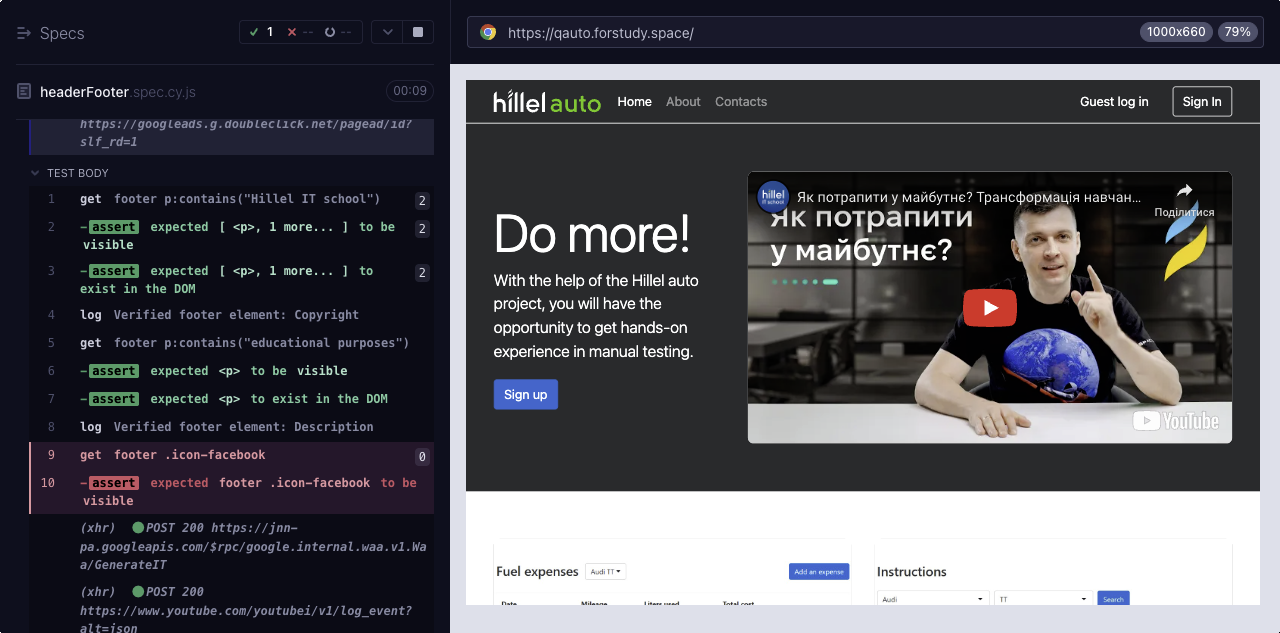 Specs
1
--
--
headerFooter.spec.cy.js
00:09
https://googleads.g.doubleclick.net/pagead/id?
slf_rd=1
TEST BODY
1 get footer p:contains("Hillel IT school") 2
2 -assert expected [ <p>, 1 more... ] to be 2
visible
3 -assert expected [ <p>, 1 more... ] to 2
exist in the DOM
4 log Verified footer element: Copyright
5 get footer p:contains("educational purposes")
6 -assert expected <p> to be visible
7 -assert expected <p> to exist in the DOM
8 log Verified footer element: Description
9 get footer .icon-facebook 0
10 -assert expected footer .icon-facebook to be
visible
(xhr) POST 200 https://jnn-
pa.googleapis.com/$rpc/google.internal.waa.v1.Wa
a/GenerateIT
(xhr) POST 200
https://www.youtube.com/youtubei/v1/log_event?
alt=json
https://qauto.forstudy.space/
1000x660
79%
hillel auto
Home
About
Contacts
Guest log in
Sign In
Do more!
With the help of the Hillel auto
project, you will have the
opportunity to get hands-on
experience in manual testing.
Sign up
hillel
IT school
Як потрапити у майбутнє? Трансформація навчан...
Поділитися
Як потрапити
у майбутнє?
YouTube
Fuel expenses
Audi TT
Add an expense
Date
Mileage
Liters used
Total cost
Instructions
Audi
TT
Search